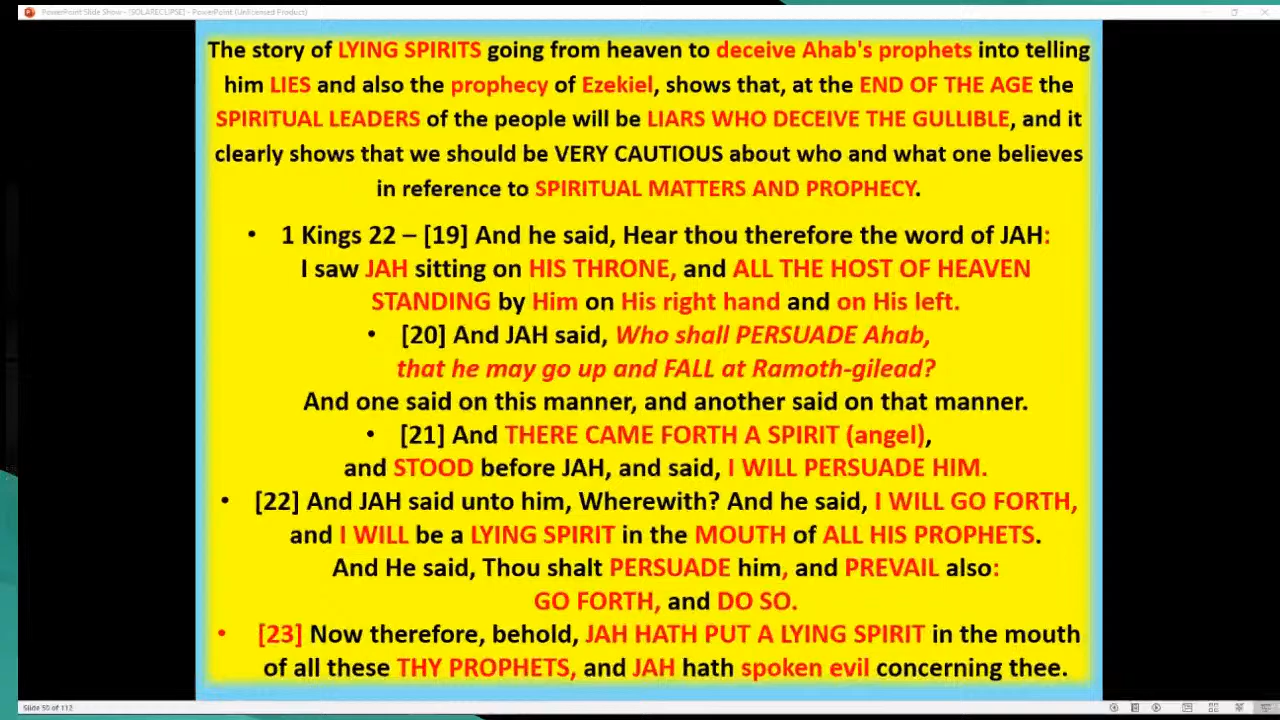 PowerPoint Slide Show - [SOLARECLIPSE] - PowerPoint (Unlicensed Product)
The story of LYING SPIRITS going from heaven to deceive Ahab's prophets into telling
him LIES and also the prophecy of Ezekiel, shows that, at the END OF THE AGE the
SPIRITUAL LEADERS of the people will be LIARS WHO DECEIVE THE GULLIBLE, and it
clearly shows that we should be VERY CAUTIOUS about who and what one believes
in reference to SPIRITUAL MATTERS AND PROPHECY.
• 1 Kings 22 – [19] And he said, Hear thou therefore the word of JAH:
I saw JAH sitting on HIS THRONE, and ALL THE HOST OF HEAVEN
STANDING by Him on His right hand and on His left.
• [20] And JAH said, Who shall PERSUADE Ahab,
that he may go up and FALL at Ramoth-gilead?
And one said on this manner, and another said on that manner.
• [21] And THERE CAME FORTH A SPIRIT (angel),
and STOOD before JAH, and said, I WILL PERSUADE HIM.
• [22] And JAH said unto him, Wherewith? And he said, I WILL GO FORTH,
and I WILL be a LYING SPIRIT in the MOUTH of ALL HIS PROPHETS.
And He said, Thou shalt PERSUADE him, and PREVAIL also:
GO FORTH, and DO SO.
• [23] Now therefore, behold, JAH HATH PUT A LYING SPIRIT in the mouth
of all these THY PROPHETS, and JAH hath spoken evil concerning thee.
Slide 50 of 112